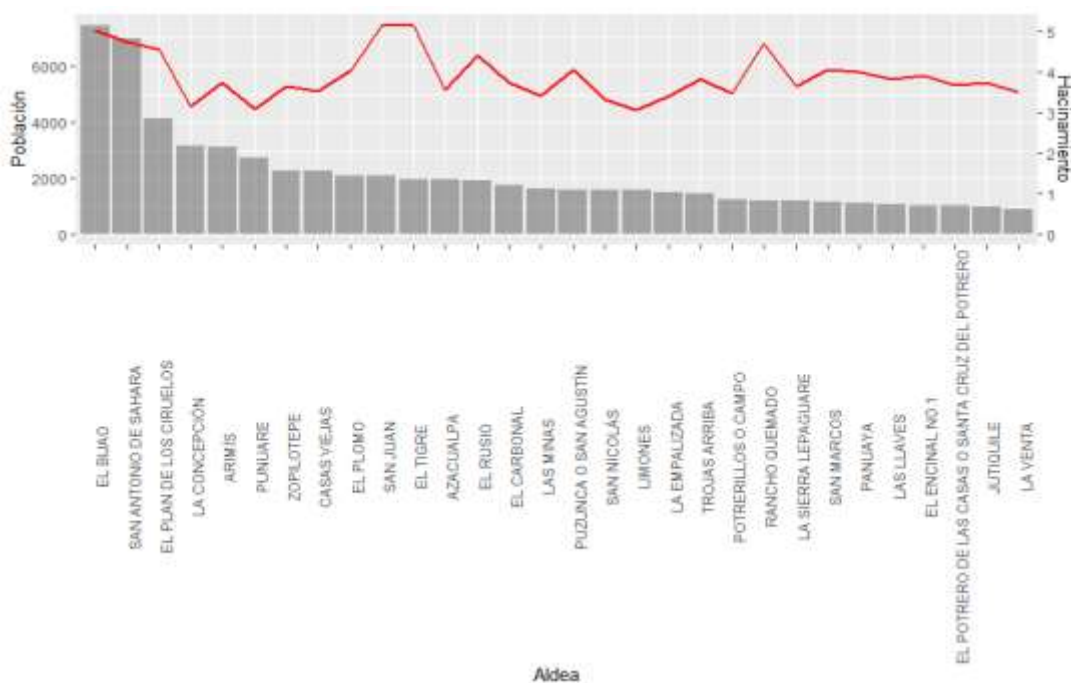 6000
4000
2000
0
Población
5
4
3
2
1
0
Hacinamiento
EL BIJAO
SAN ANTONIO DE SAHARA
EL PLAN DE LOS CIRUELOS
LA CONCEPCIÓN
ARIMÍS
PUNUARE
ZOPILOTEPE
CASAS VIEJAS
EL PLOMO
SAN JUAN
EL TIGRE
AZACUALPA
EL RUSIO
EL CARBONAL
LAS MINAS
PUZUNCA O SAN AGUSTÍN
SAN NICOLÁS
LIMONES
LA EMPALIZADA
TROJAS ARRIBA
POTRERILLOS O CAMPO
RANCHO QUEMADO
LA SIERRA LEPAGUARE
SAN MARCOS
PANUAYA
LAS LLAVES
EL ENCINAL NO 1
EL POTRERO DE LAS CASAS O SANTA CRUZ DEL POTRERO
JUTIQUILE
LA VENTA
Aldea